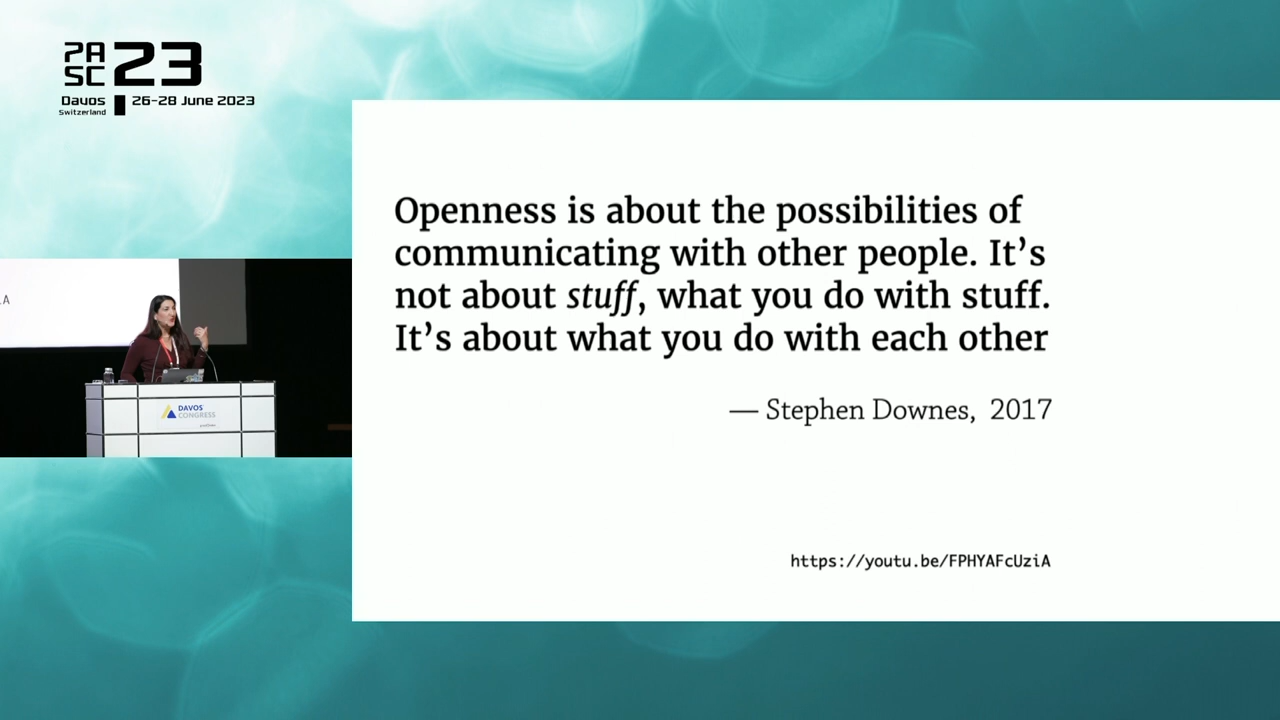 PA
SC 23
Davos
Switzerland
26-28 June 2023
Openness is about the possibilities of
communicating with other people. It’s
not about stuff, what you do with stuff.
It’s about what you do with each other
— Stephen Downes, 2017
https://youtu.be/FPHYAFcUziA
iA
DAVOS
CONGRESS